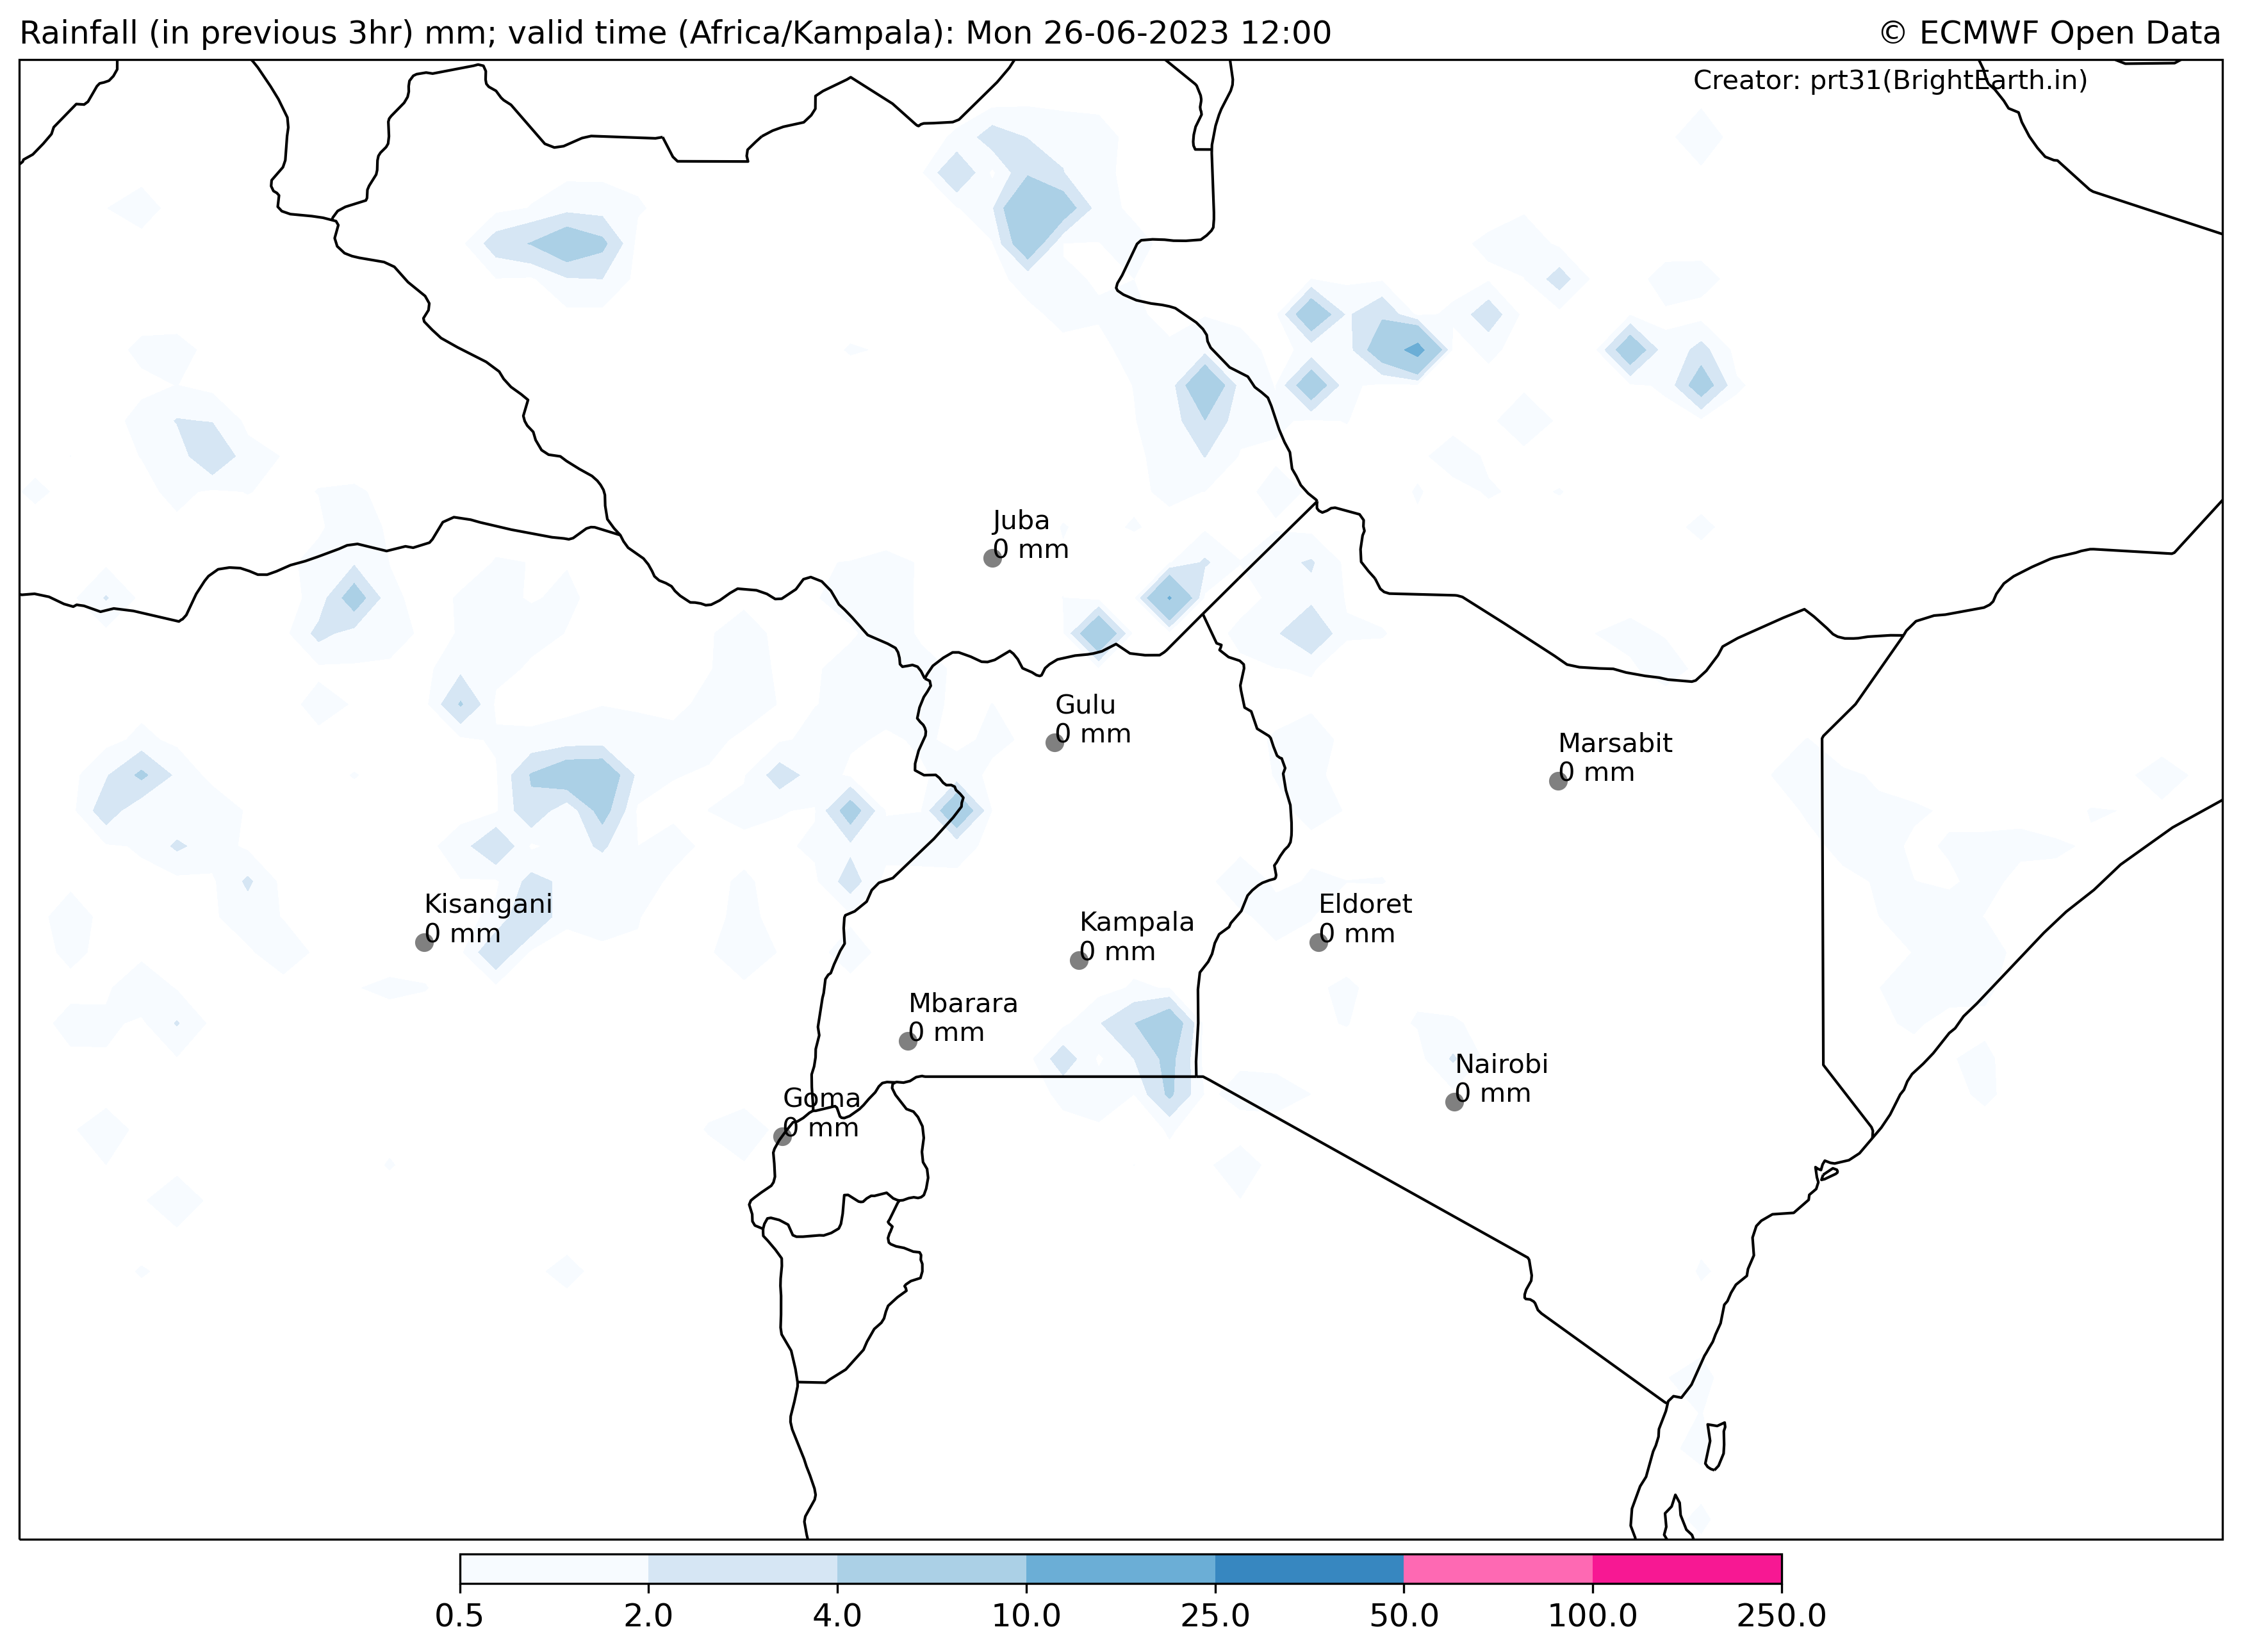 Rainfall (in previous 3hr) mm; valid time (Africa/Kampala): Mon 26-06-2023 12:00
© ECMWF Open Data
Creator: prt31(BrightEarth.in)
Juba
0 mm
Gulu
0 mm
Marsabit
0 mm
Kisangani
0 mm
Kampala
0 mm
Eldoret
0 mm
Mbarara
0 mm
Nairobi
0 mm
Goma
0 mm
0.5 2.0 4.0 10.0 25.0 50.0 100.0 250.0